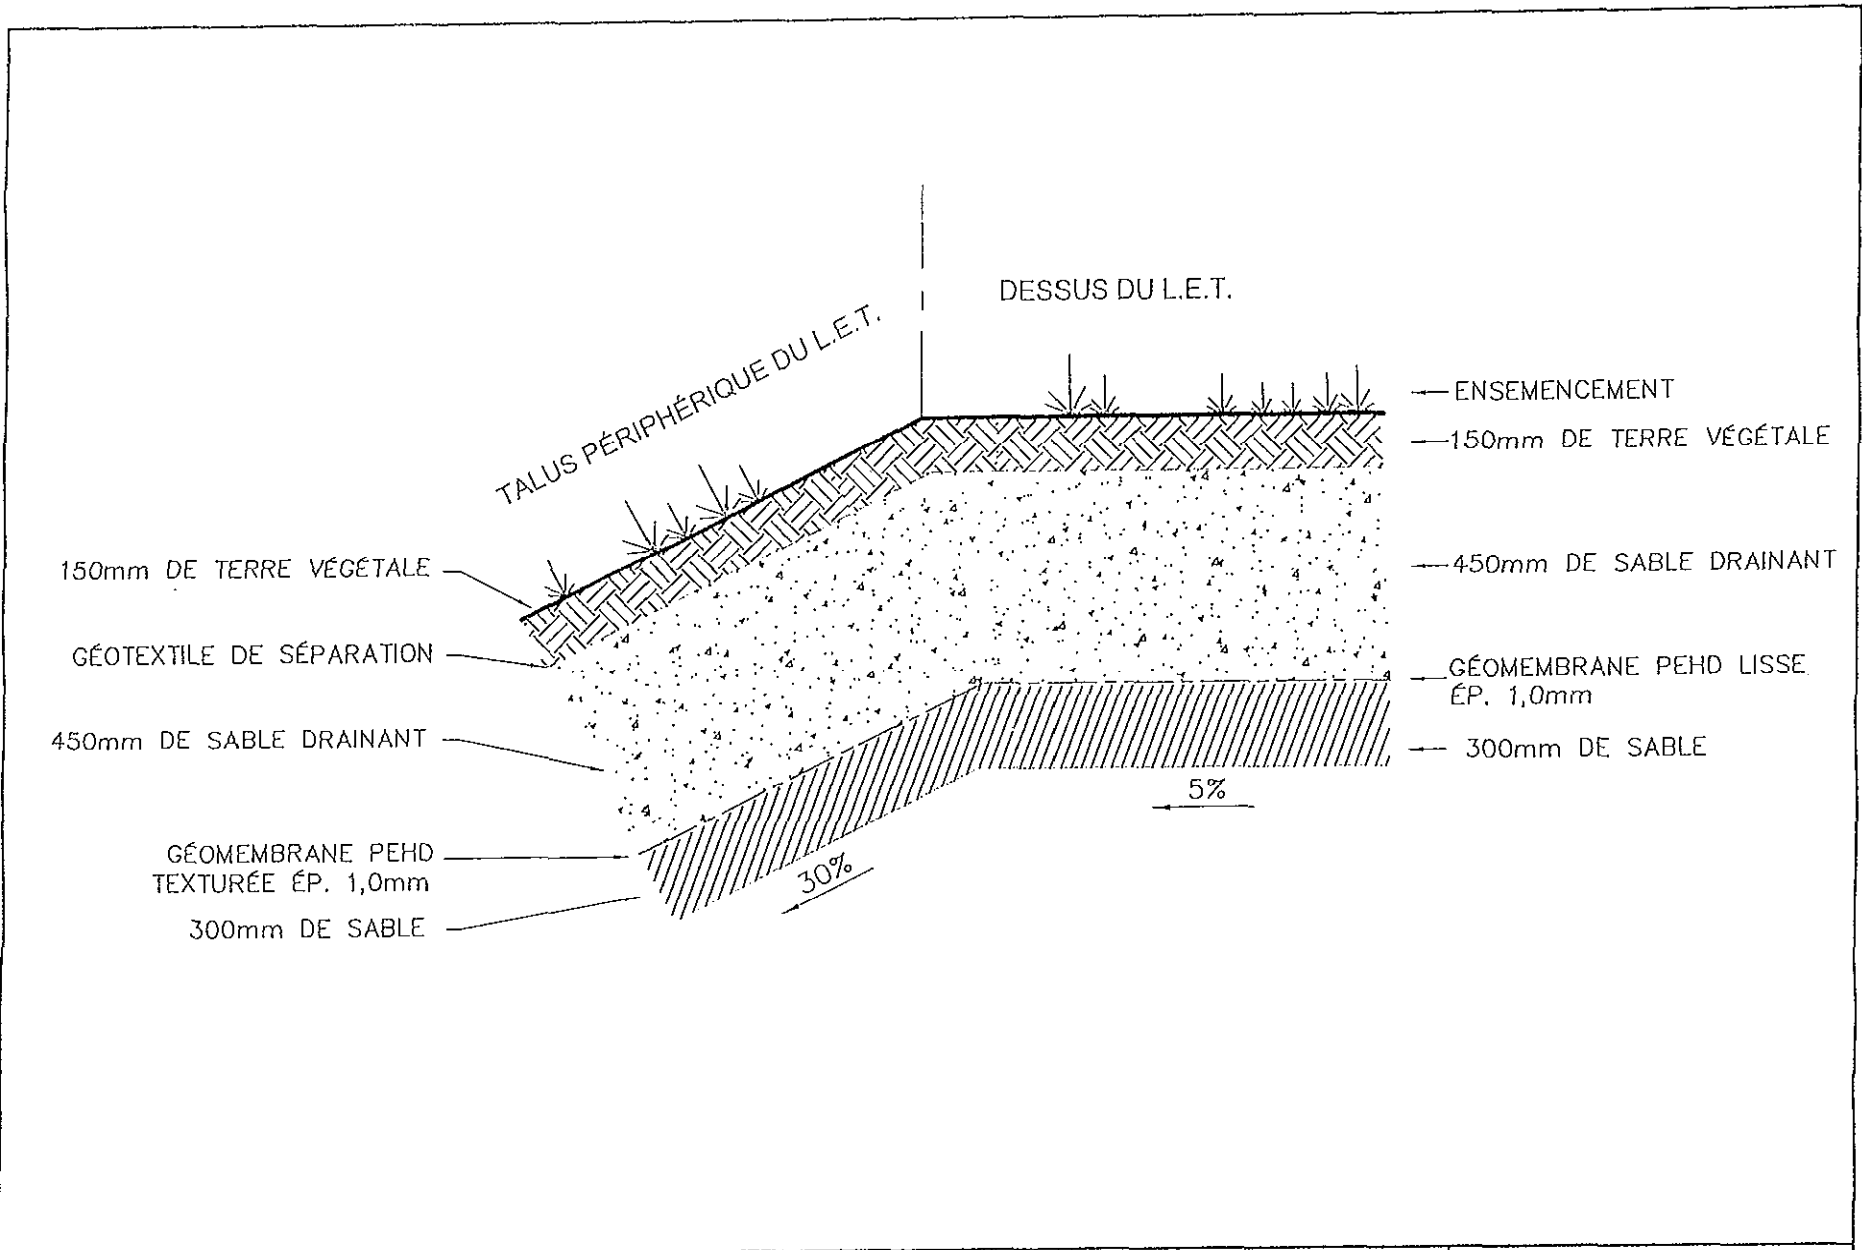 DESSUS DU L.E.T.
TALUS PÉRIPHÉRIQUE DU L.E.T.
ENSEMENCEMENT
150mm DE TERRE VÉGÉTALE
450mm DE SABLE DRAINANT
GÉOMEMBRANE PEHD LISSE
ÉP. 1,0mm
300mm DE SABLE
5%
150mm DE TERRE VÉGÉTALE
GÉOTEXTILE DE SÉPARATION
450mm DE SABLE DRAINANT
GÉOMEMBRANE PEHD
TEXTURÉE ÉP. 1,0mm
300mm DE SABLE
30%